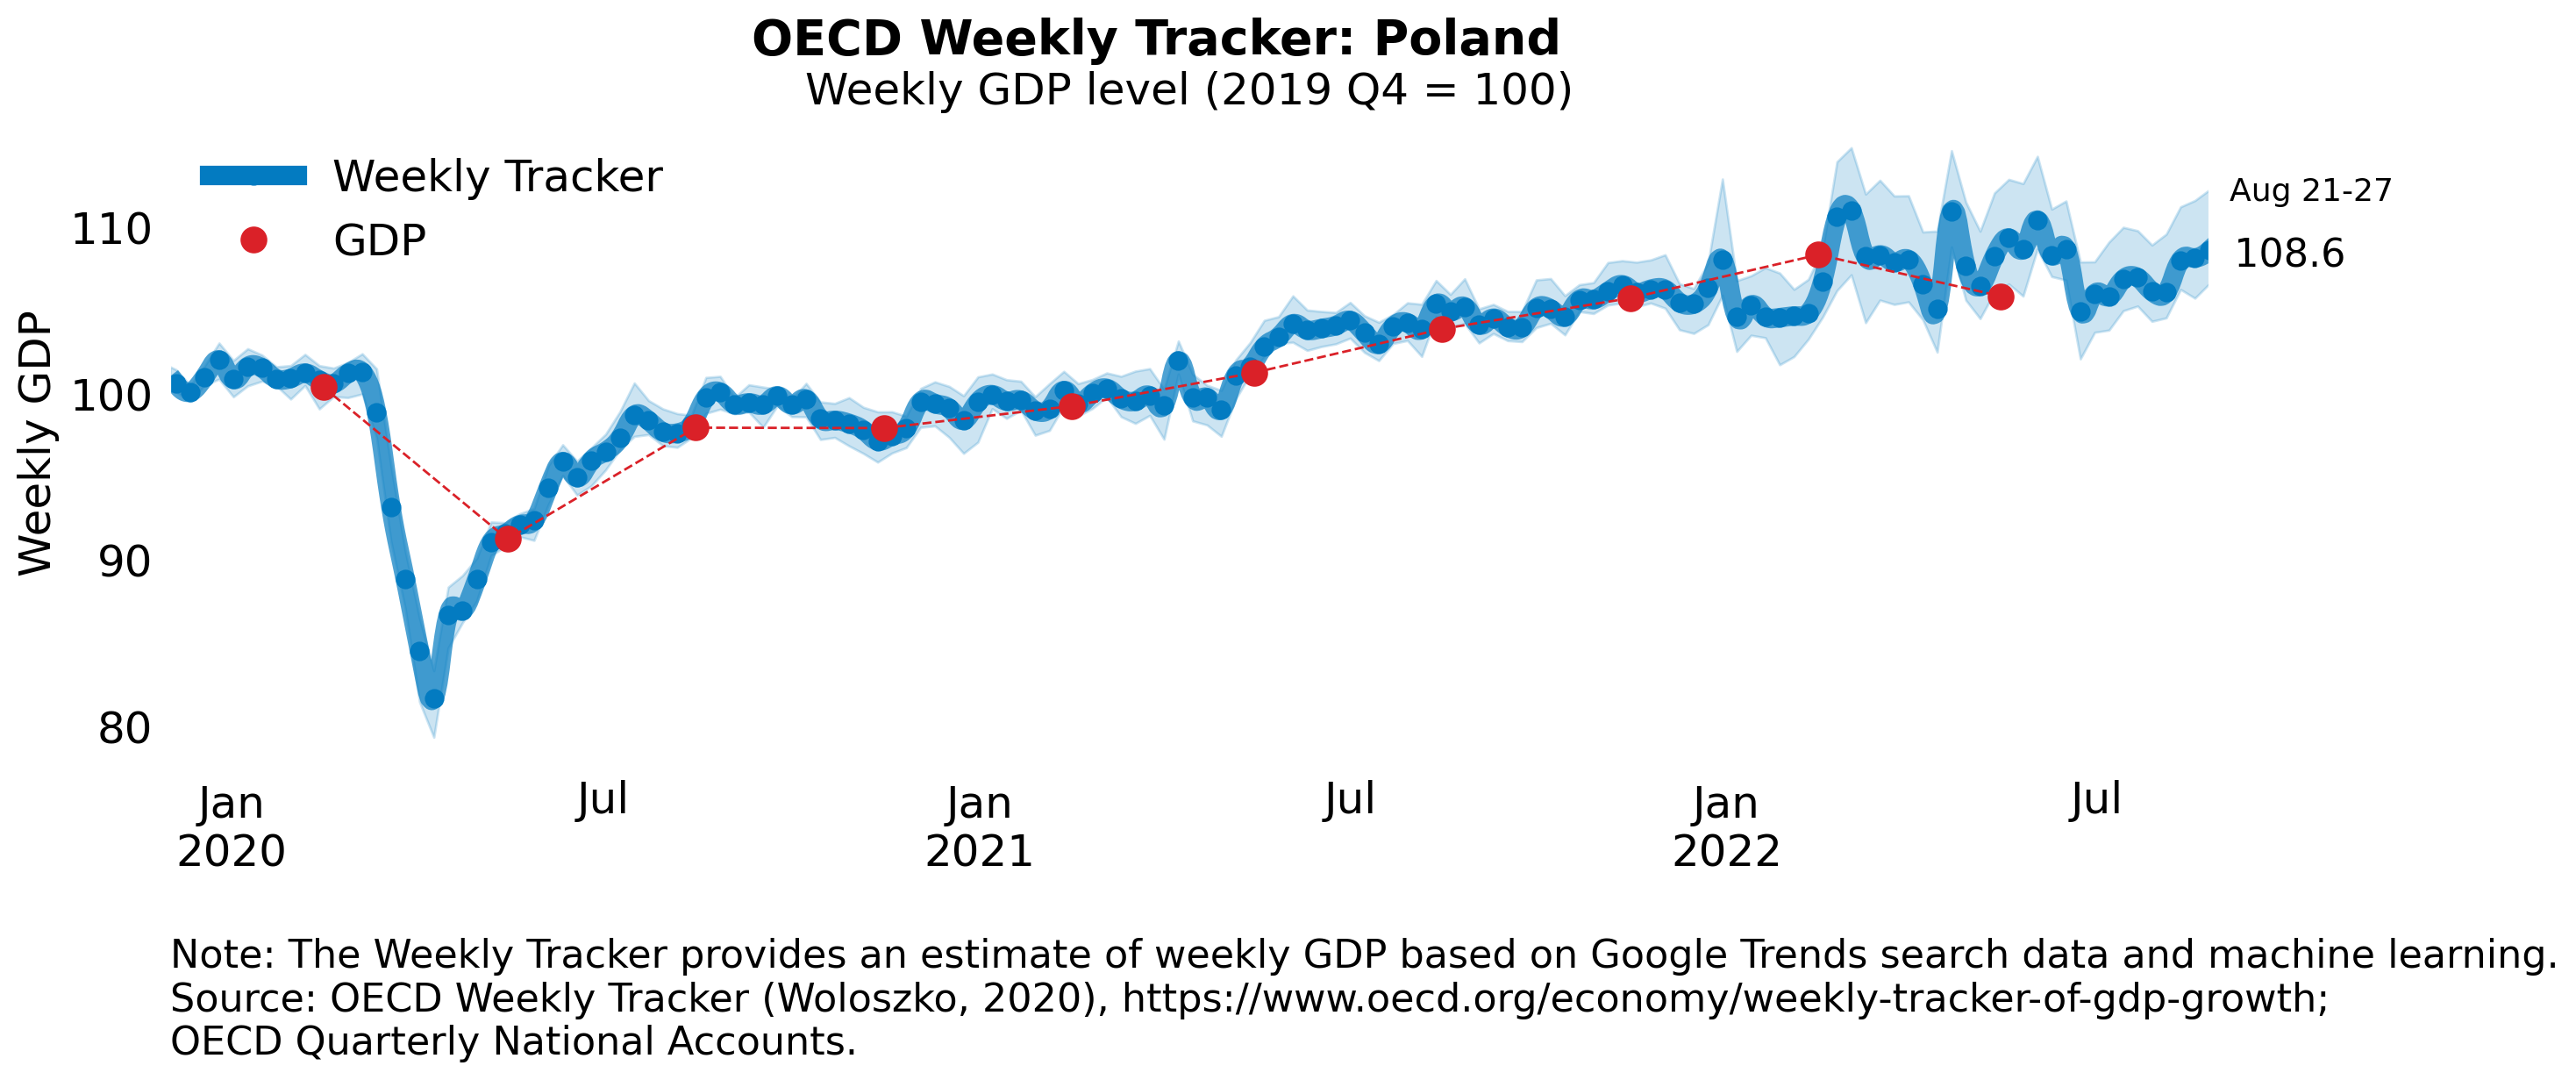 OECD Weekly Tracker: Poland
Weekly GDP level (2019 Q4 = 100)
Weekly Tracker
GDP
Aug 21-27
108.6
Weekly GDP
110
100
90
80
Jan
2020
Jul
Jan
2021
Jul
Jan
2022
Jul
Note: The Weekly Tracker provides an estimate of weekly GDP based on Google Trends search data and machine learning.
Source: OECD Weekly Tracker (Woloszko, 2020), https://www.oecd.org/economy/weekly-tracker-of-gdp-growth;
OECD Quarterly National Accounts.